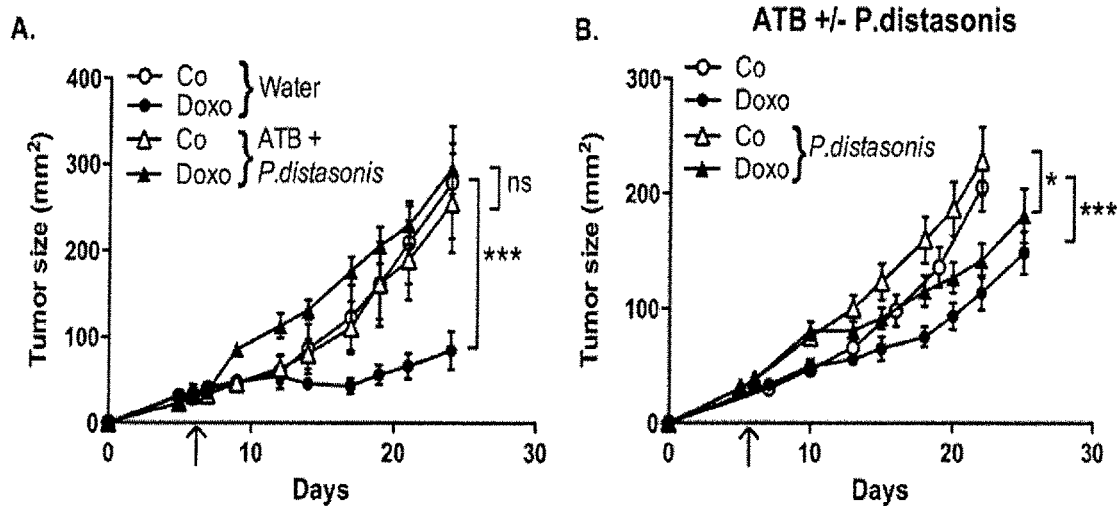 A.
400
300
200
100
0
Tumor size (mm²)
Co
Doxo
} Water
Co
Doxo
} ATB +
P.distasonis
ns
***
0 10 20 30
↑
Days
B.
ATB +/- P.distasonis
300
200
100
0
Tumor size (mm²)
Co
Doxo
Co
Doxo
} P.distasonis
*
***
0 10 20 30
↑
Days